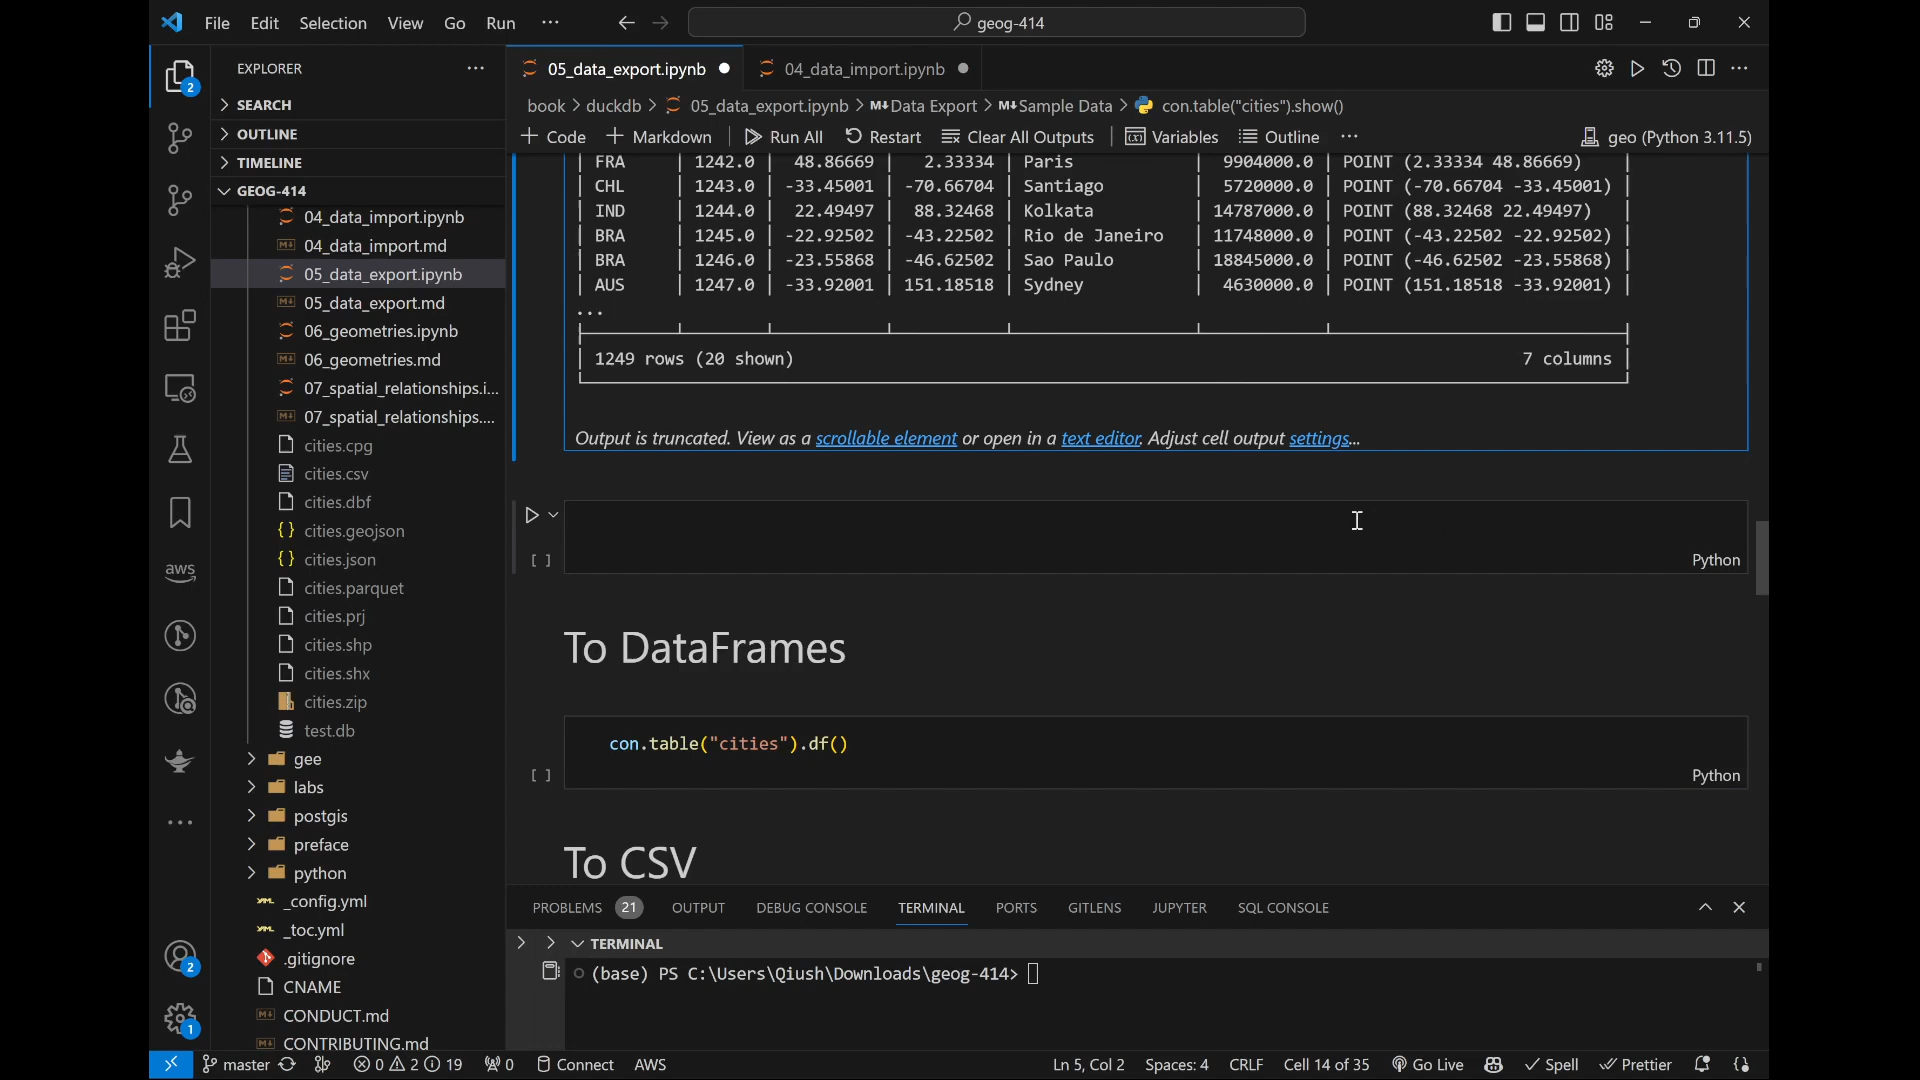 File Edit Selection View Go Run ... geog-414
EXPLORER ...
SEARCH
OUTLINE
TIMELINE
GEOG-414
04_data_import.ipynb
04_data_import.md
05_data_export.ipynb
05_data_export.md
06_geometries.ipynb
06_geometries.md
07_spatial_relationships.i...
07_spatial_relationships....
cities.cpg
cities.csv
cities.dbf
cities.geojson
cities.json
cities.parquet
cities.prj
cities.shp
cities.shx
cities.zip
test.db
gee
labs
postgis
preface
python
_config.yml
_toc.yml
.gitignore
CNAME
CONDUCT.md
CONTRIBUTING.md
2
aws
2
1
05_data_export.ipynb 04_data_import.ipynb
book > duckdb > 05_data_export.ipynb > M↓Data Export > M↓Sample Data > con.table("cities").show()
+ Code + Markdown | Run All Restart Clear All Outputs | Variables Outline ... geo (Python 3.11.5)
│ FRA │ 1242.0 │ 48.86669 │ 2.33334 │ Paris │ 9904000.0 │ POINT (2.33334 48.86669) │
│ CHL │ 1243.0 │ -33.45001 │ -70.66704 │ Santiago │ 5720000.0 │ POINT (-70.66704 -33.45001) │
│ IND │ 1244.0 │ 22.49497 │ 88.32468 │ Kolkata │ 14787000.0 │ POINT (88.32468 22.49497) │
│ BRA │ 1245.0 │ -22.92502 │ -43.22502 │ Rio de Janeiro │ 11748000.0 │ POINT (-43.22502 -22.92502) │
│ BRA │ 1246.0 │ -23.55868 │ -46.62502 │ Sao Paulo │ 18845000.0 │ POINT (-46.62502 -23.55868) │
│ AUS │ 1247.0 │ -33.92001 │ 151.18518 │ Sydney │ 4630000.0 │ POINT (151.18518 -33.92001) │
...
│ 1249 rows (20 shown) 7 columns │
Output is truncated. View as a scrollable element or open in a text editor. Adjust cell output settings...
[ ] Python
To DataFrames
con.table("cities").df()
[ ] Python
To CSV
PROBLEMS 21 OUTPUT DEBUG CONSOLE TERMINAL PORTS GITLENS JUPYTER SQL CONSOLE
TERMINAL
(base) PS C:\Users\Qiush\Downloads\geog-414>
master 0 2 19 0 Connect AWS Ln 5, Col 2 Spaces: 4 CRLF Cell 14 of 35 Go Live Spell Prettier